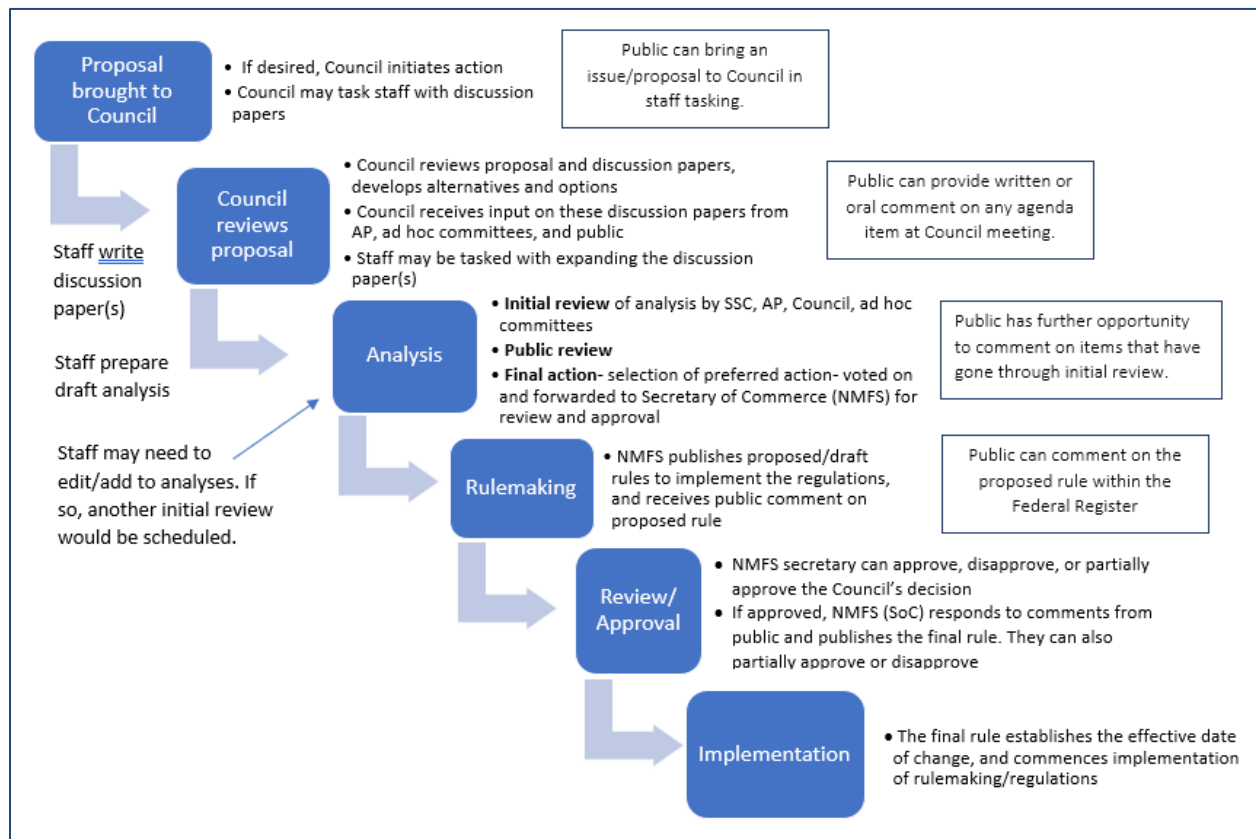 Proposal
brought to
Council
• If desired, Council initiates action
• Council may task staff with discussion
papers
Public can bring an
issue/proposal to Council in
staff tasking.
Staff write
discussion
paper(s)
Council
reviews
proposal
• Council reviews proposal and discussion papers,
develops alternatives and options
• Council receives input on these discussion papers from
AP, ad hoc committees, and public
• Staff may be tasked with expanding the discussion
paper(s)
Public can provide written or
oral comment on any agenda
item at Council meeting.
Staff prepare
draft analysis
Analysis
• Initial review of analysis by SSC, AP, Council, ad hoc
committees
• Public review
• Final action- selection of preferred action- voted on
and forwarded to Secretary of Commerce (NMFS) for
review and approval
Public has further opportunity
to comment on items that have
gone through initial review.
Staff may need to
edit/add to analyses. If
so, another initial review
would be scheduled.
Rulemaking
• NMFS publishes proposed/draft
rules to implement the regulations,
and receives public comment on
proposed rule
Public can comment on the
proposed rule within the
Federal Register
Review/
Approval
• NMFS secretary can approve, disapprove, or partially
approve the Council’s decision
• If approved, NMFS (SoC) responds to comments from
public and publishes the final rule. They can also
partially approve or disapprove
Implementation
• The final rule establishes the effective date
of change, and commences implementation
of rulemaking/regulations